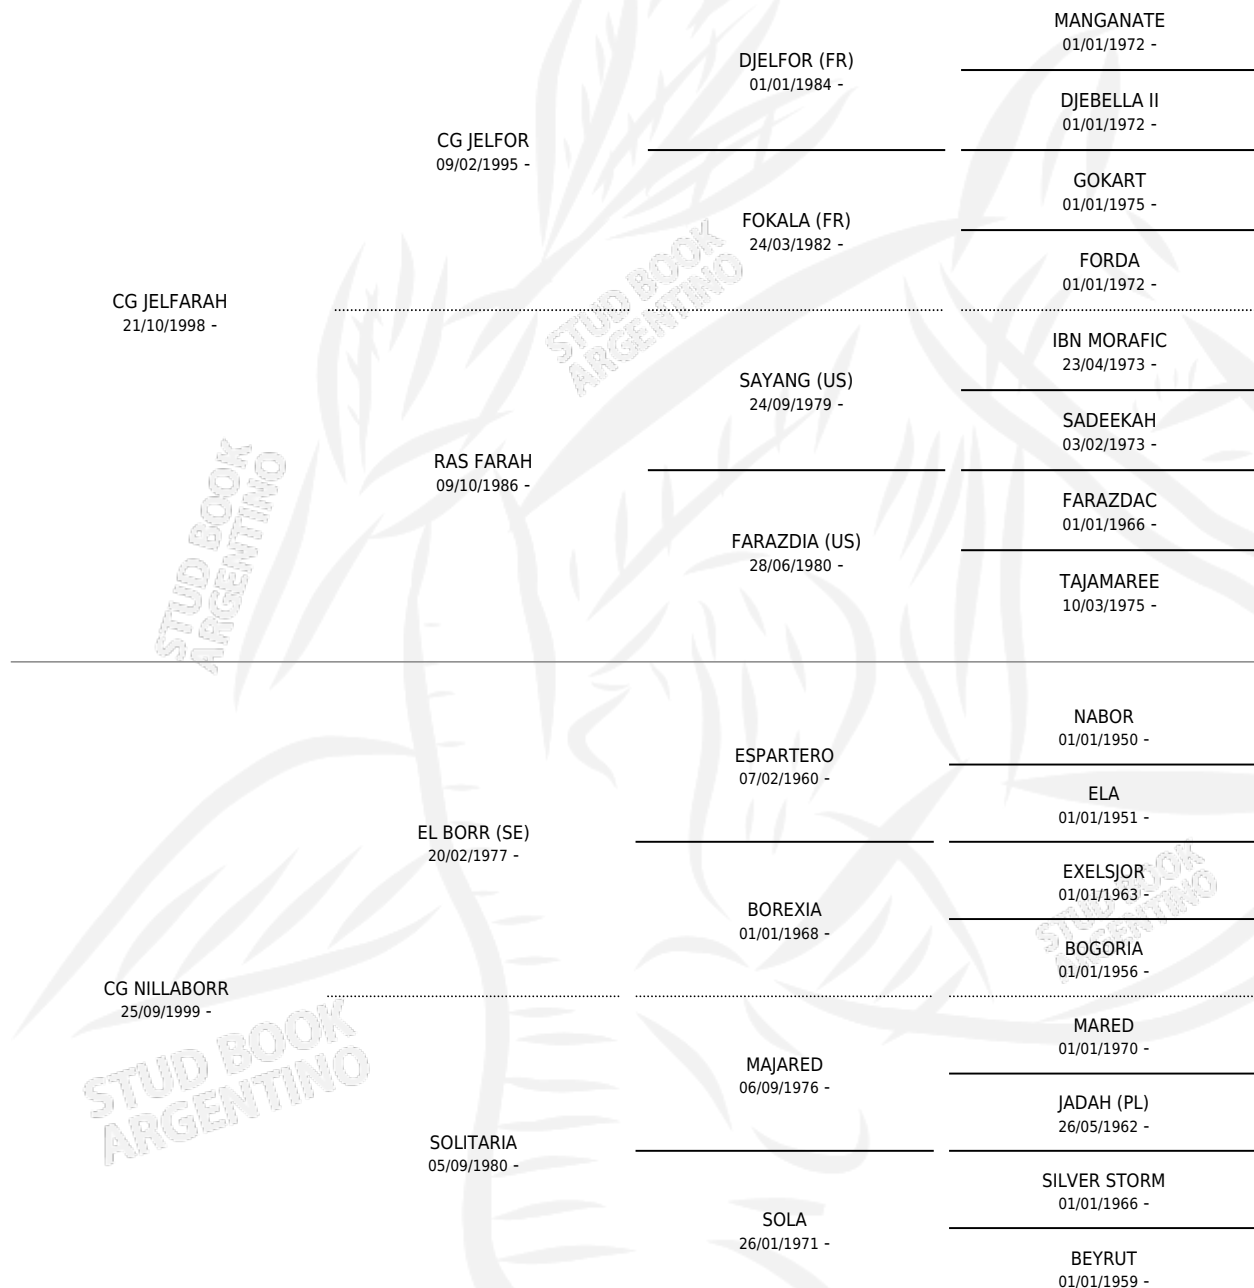 MANGANATE
01/01/1972 -
DJELFOR (FR)
01/01/1984 -
DJEBELLA II
01/01/1972 -
CG JELFOR
09/02/1995 -
GOKART
01/01/1975 -
FOKALA (FR)
24/03/1982 -
FORDA
01/01/1972 -
CG JELFARAH
21/10/1998 -
IBN MORAFIC
23/04/1973 -
SAYANG (US)
24/09/1979 -
SADEEKAH
03/02/1973 -
RAS FARAH
09/10/1986 -
FARAZDAC
01/01/1966 -
FARAZDIA (US)
28/06/1980 -
TAJAMAREE
10/03/1975 -
STUD BOOK
ARGENTINO
STUD BOOK
ARGENTINO
NABOR
01/01/1950 -
ESPARTERO
07/02/1960 -
ELA
01/01/1951 -
EL BORR (SE)
20/02/1977 -
EXELSJOR
01/01/1963 -
BOREXIA
01/01/1968 -
BOGORIA
01/01/1956 -
CG NILLABORR
25/09/1999 -
MARED
01/01/1970 -
MAJARED
06/09/1976 -
JADAH (PL)
26/05/1962 -
SOLITARIA
05/09/1980 -
SILVER STORM
01/01/1966 -
SOLA
26/01/1971 -
BEYRUT
01/01/1959 -
STUD BOOK
ARGENTINO
STUD BOOK
ARGENTINO